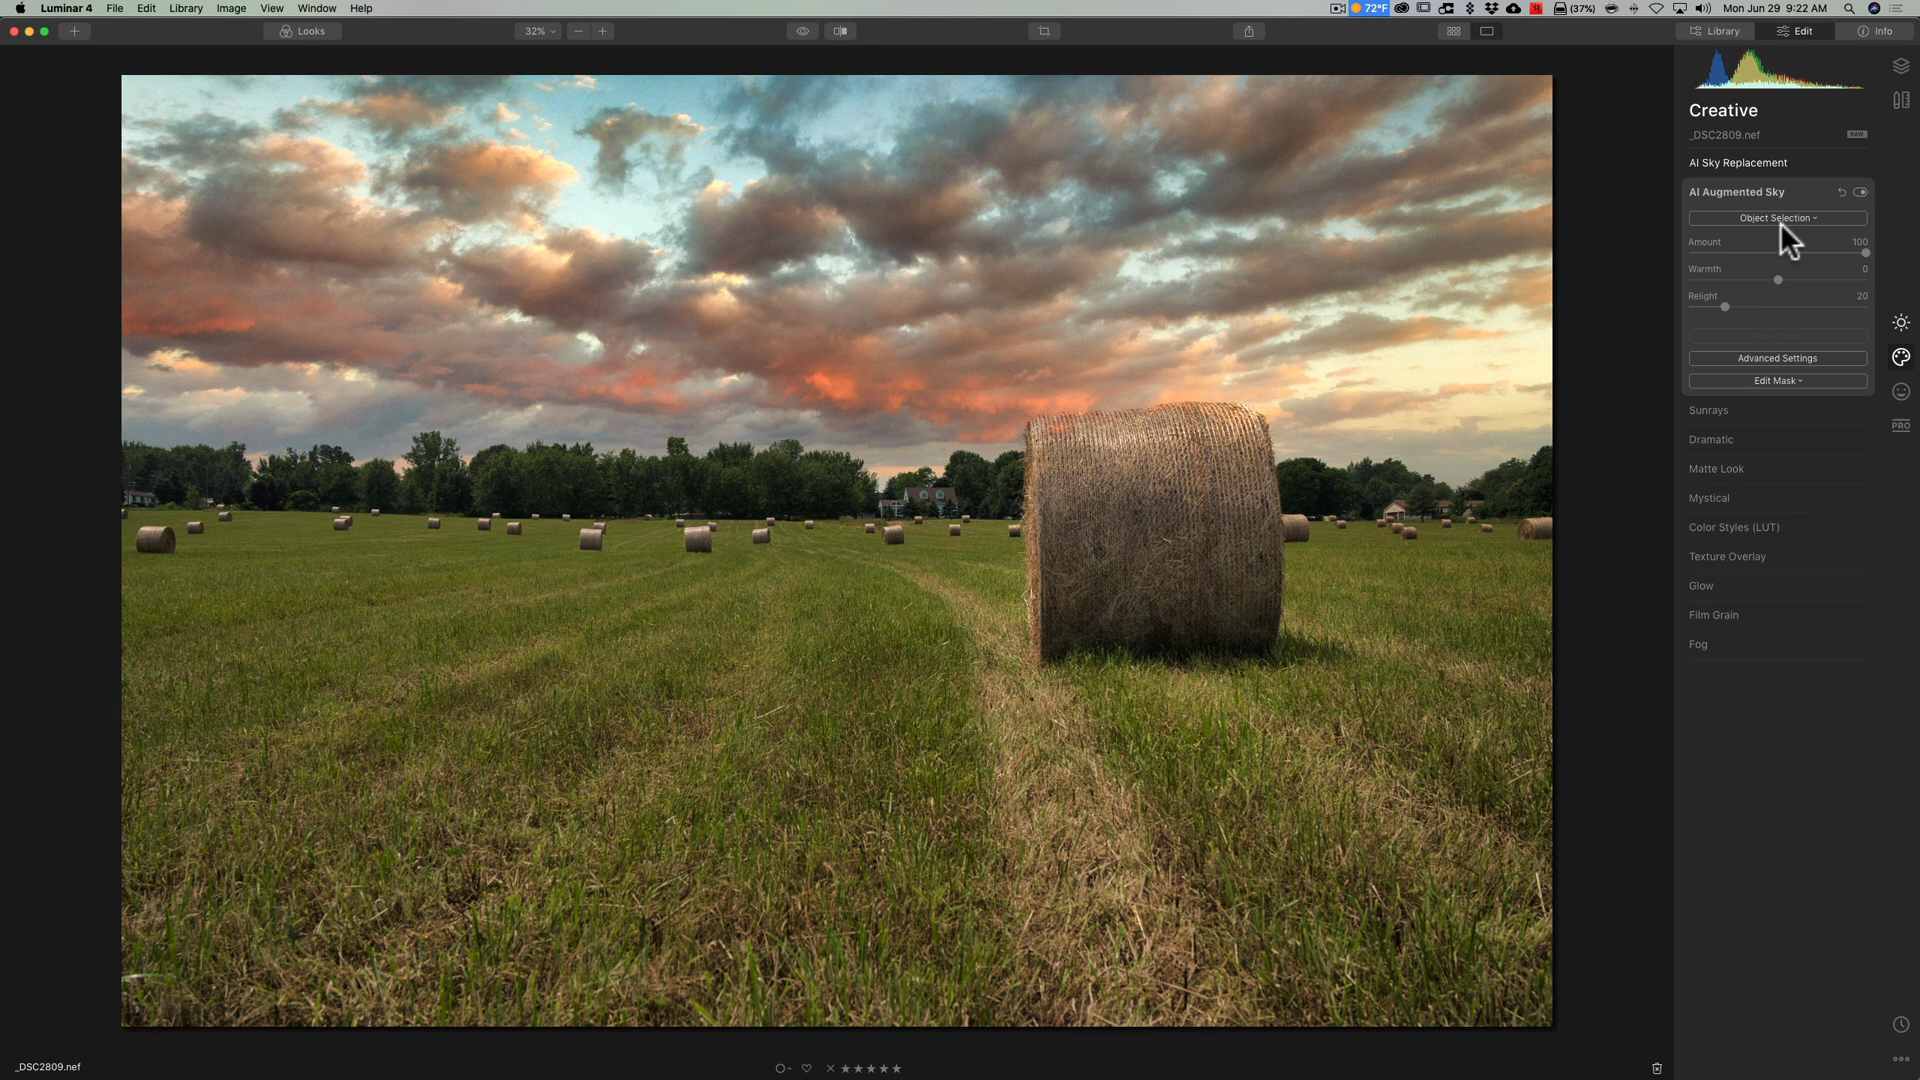 Luminar 4 File Edit Library Image View Window Help 72°F (37%) Mon Jun 29 9:22 AM
Looks 32% Library Edit Info
Creative
_DSC2809.nef RAW
AI Sky Replacement
AI Augmented Sky
Object Selection
Amount 100
Warmth 0
Relight 20
Advanced Settings
Edit Mask
Sunrays
Dramatic
Matte Look
Mystical
Color Styles (LUT)
Texture Overlay
Glow
Film Grain
Fog
PRO
_DSC2809.nef